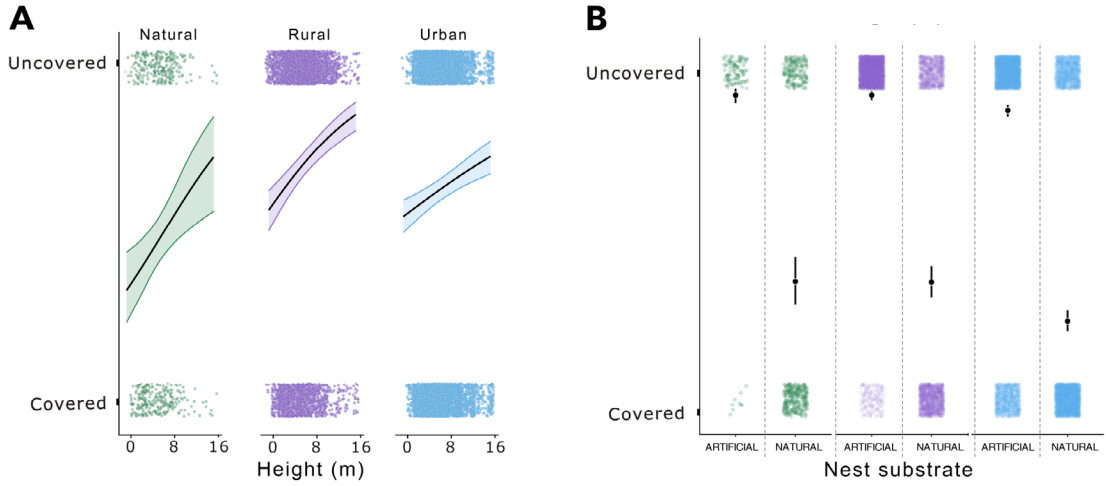 A
B
Natural Rural Urban
Uncovered
Covered
0 8 16 0 8 16 0 8 16
Height (m)
Uncovered
Covered
ARTIFICIAL NATURAL ARTIFICIAL NATURAL ARTIFICIAL NATURAL
Nest substrate